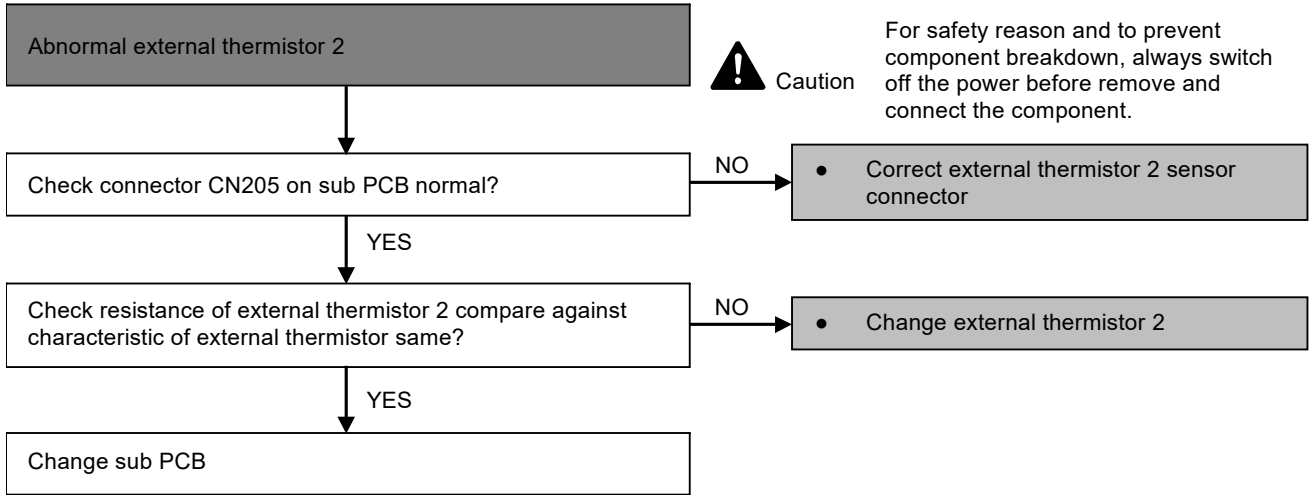 Abnormal external thermistor 2
Caution
For safety reason and to prevent
component breakdown, always switch
off the power before remove and
connect the component.
Check connector CN205 on sub PCB normal?
NO
● Correct external thermistor 2 sensor
connector
YES
Check resistance of external thermistor 2 compare against
characteristic of external thermistor same?
NO
● Change external thermistor 2
YES
Change sub PCB